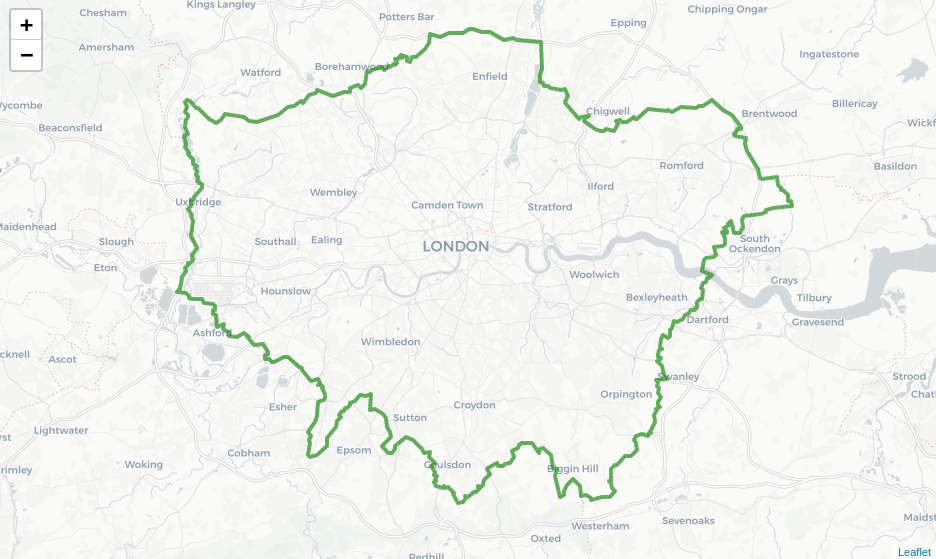 Chesham
Kings Langley
Potters Bar
Chipping Ongar
+
Epping
Amersham
−
Borehamwood
Watford
Enfield
Ingatestone
Wycombe
Billericay
Chigwell
Brentwood
Beaconsfield
Wickf
Romford
Basildon
Ilford
Wembley
Uxbridge
Camden Town
Stratford
Maidenhead
Slough
Southall
Ealing
LONDON
South
Ockendon
Eton
Woolwich
Grays
Hounslow
Bexleyheath
Tilbury
Dartford
Gravesend
Ashford
Wimbledon
cknell
Ascot
Swanley
Strood
Orpington
Chat
Esher
Croydon
Sutton
Lightwater
rst
Epsom
Cobham
Woking
Coulsdon
Biggin Hill
rimley
Maidst
Sevenoaks
Westerham
Oxted
Redhill
Leaflet